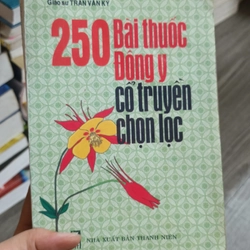 Giáo sư TRẦN VĂN KỲ
250 Bài thuốc
Đông y
cổ truyền
chọn lọc
NHÀ XUẤT BẢN THANH NIÊN